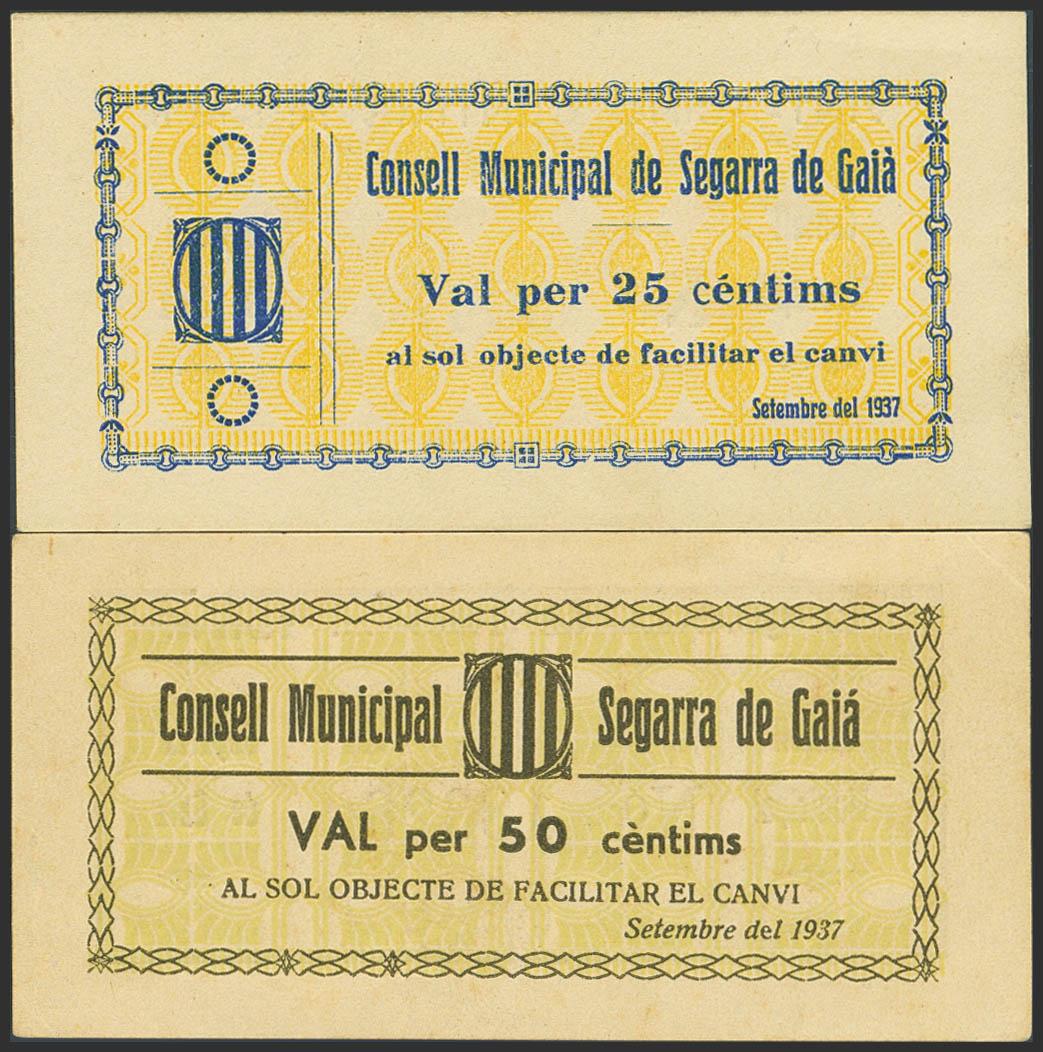 Consell Municipal de Segarra de Gaià
Val per 25 céntims
al sol objecte de facilitar el canvi
Setembre del 1937
Consell Municipal Segarra de Gaiá
VAL per 50 cèntims
AL SOL OBJECTE DE FACILITAR EL CANVI
Setembre del 1937